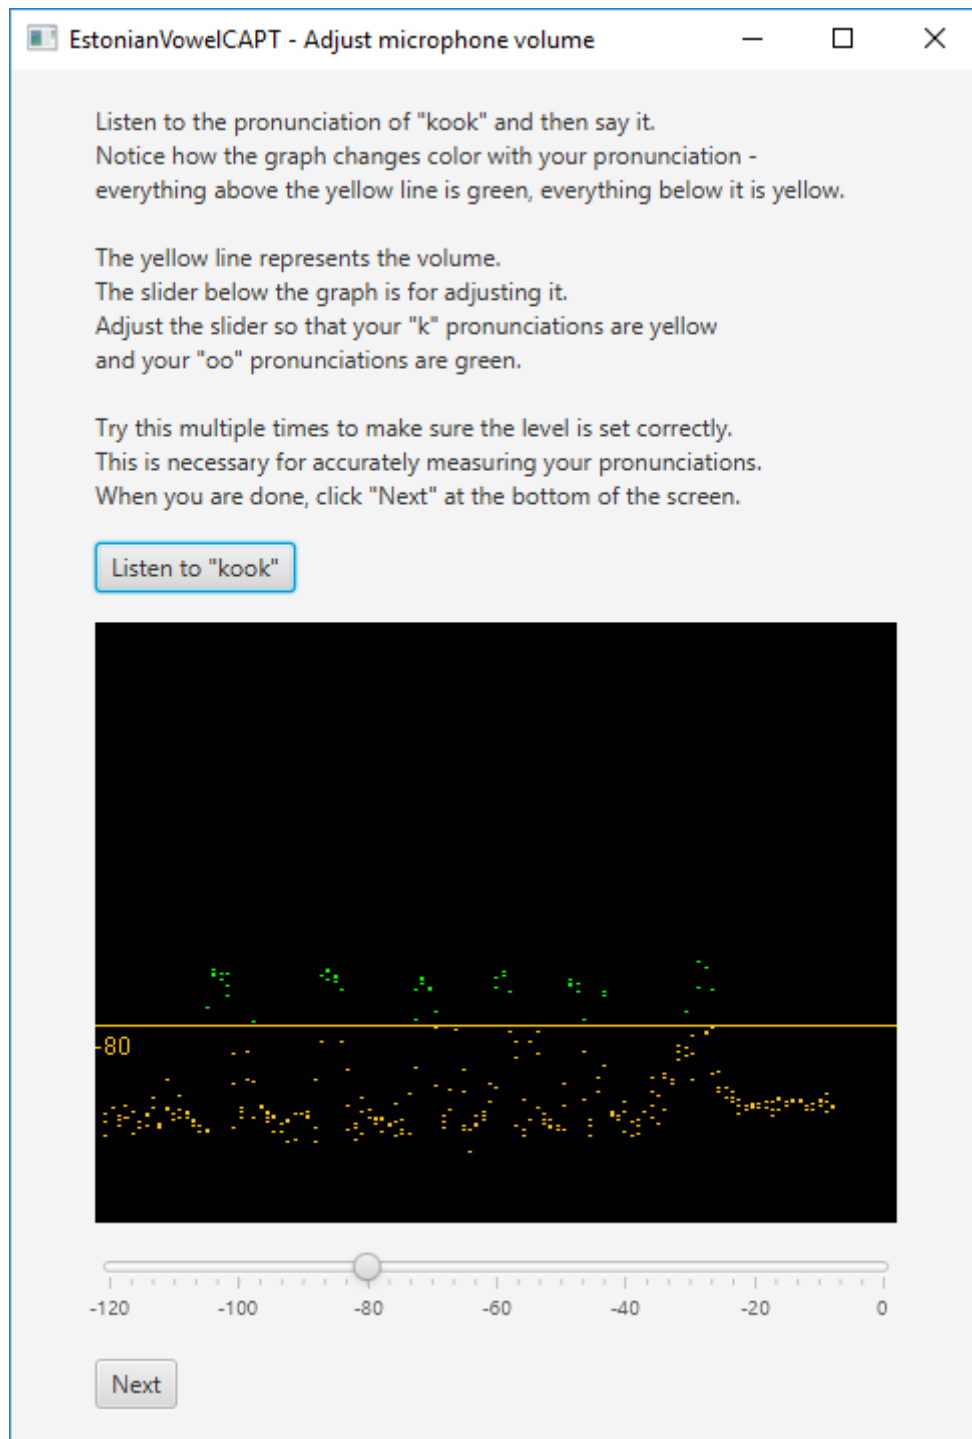 EstonianVowelCAPT - Adjust microphone volume
Listen to the pronunciation of "kook" and then say it.
Notice how the graph changes color with your pronunciation -
everything above the yellow line is green, everything below it is yellow.
The yellow line represents the volume.
The slider below the graph is for adjusting it.
Adjust the slider so that your "k" pronunciations are yellow
and your "oo" pronunciations are green.
Try this multiple times to make sure the level is set correctly.
This is necessary for accurately measuring your pronunciations.
When you are done, click "Next" at the bottom of the screen.
Listen to "kook"
-80
-120 -100 -80 -60 -40 -20 0
Next